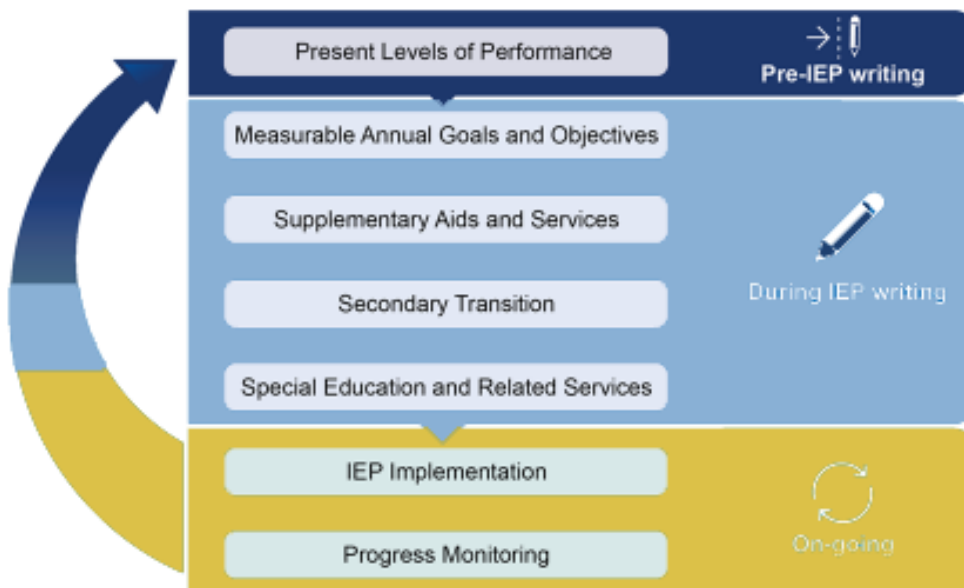 Present Levels of Performance
Pre-IEP writing
Measurable Annual Goals and Objectives
Supplementary Aids and Services
Secondary Transition
During IEP writing
Special Education and Related Services
IEP Implementation
Progress Monitoring
On-going